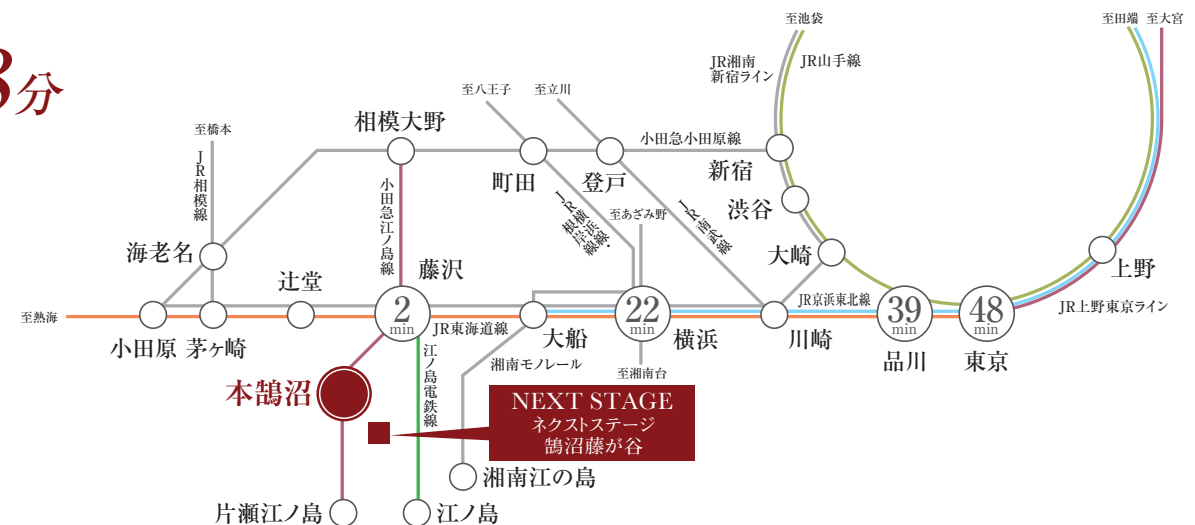 至池袋
至田端
至大宮
JR湘南
新宿ライン
JR山手線
分
至八王子
至立川
至橋本
相模大野
小田急小田原線
JR相模線
小田急江ノ島線
町田
登戸
新宿
JR横浜線・
根岸線
至あざみ野
JR南武線
渋谷
海老名
辻堂
藤沢
大崎
上野
至熱海
2
min
22
min
39
min
48
min
JR京浜東北線
JR上野東京ライン
JR東海道線
小田原
茅ヶ崎
大船
横浜
川崎
品川
東京
江ノ島電鉄線
湘南モノレール
至湘南台
本鵠沼
NEXT STAGE
ネクストステージ
鵠沼藤が谷
湘南江の島
片瀬江ノ島
江ノ島